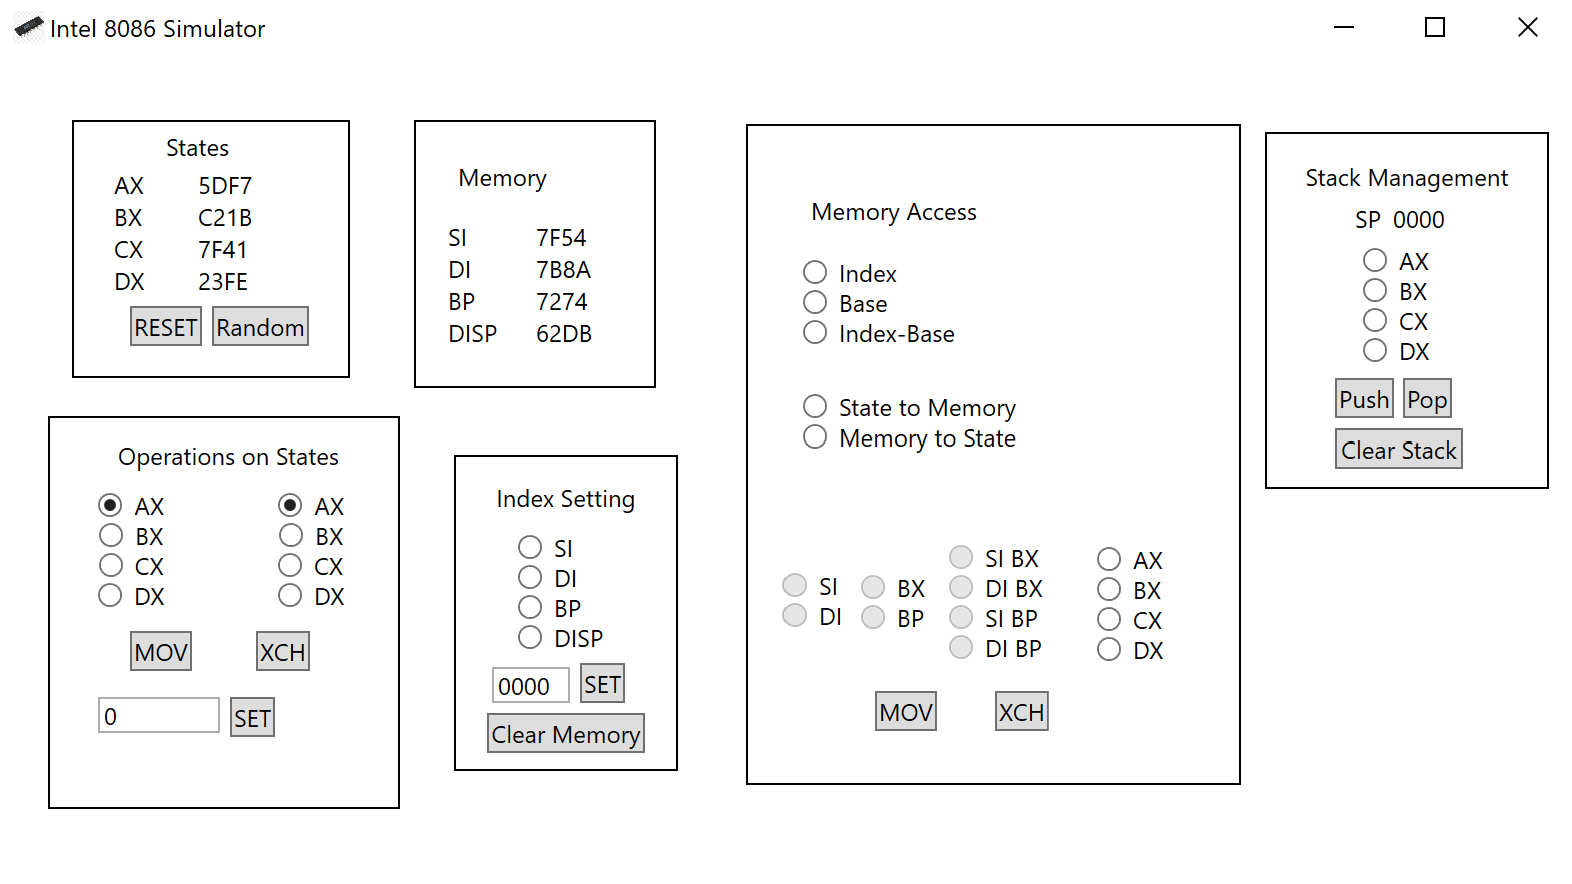 Intel 8086 Simulator
States
AX 5DF7
BX C21B
CX 7F41
DX 23FE
RESET Random
Memory
SI 7F54
DI 7B8A
BP 7274
DISP 62DB
Operations on States
AX AX
BX BX
CX CX
DX DX
MOV XCH
0 SET
Index Setting
SI
DI
BP
DISP
0000 SET
Clear Memory
Memory Access
Index
Base
Index-Base
State to Memory
Memory to State
SI
DI
BX
BP
SI BX
DI BX
SI BP
DI BP
AX
BX
CX
DX
MOV XCH
Stack Management
SP 0000
AX
BX
CX
DX
Push Pop
Clear Stack